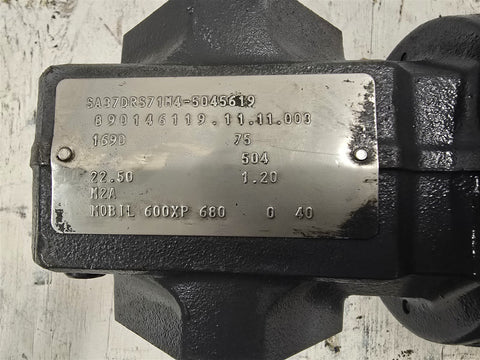 SA37DRS71M4-5045619
890146119.11.11.003
1690 75
504
22.50 1.20
M2A
MOBIL 600XP 680 0 40